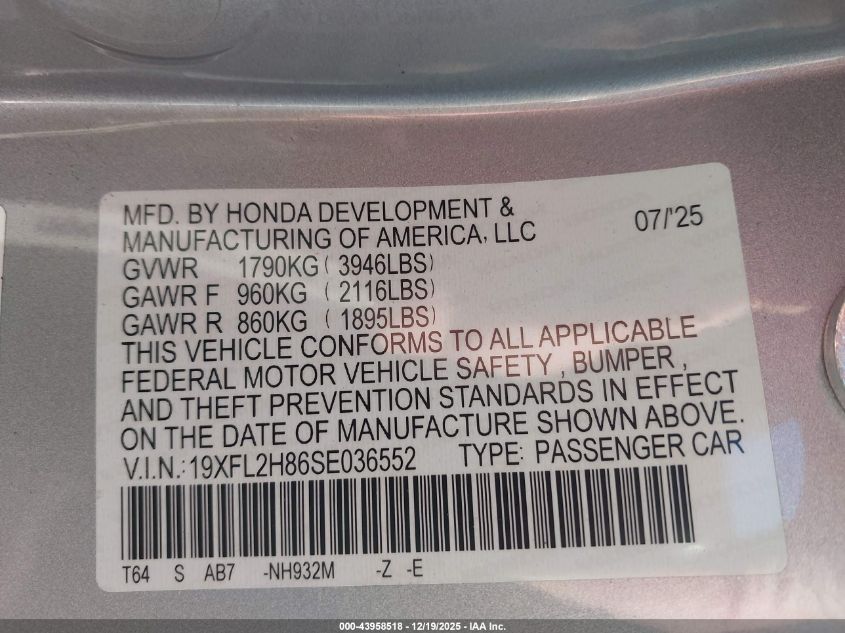 MFD. BY HONDA DEVELOPMENT & 07/'25
MANUFACTURING OF AMERICA, LLC
GVWR 1790KG ( 3946LBS)
GAWR F 960KG ( 2116LBS)
GAWR R 860KG ( 1895LBS)
THIS VEHICLE CONFORMS TO ALL APPLICABLE
FEDERAL MOTOR VEHICLE SAFETY , BUMPER ,
AND THEFT PREVENTION STANDARDS IN EFFECT
ON THE DATE OF MANUFACTURE SHOWN ABOVE.
V.I.N.: 19XFL2H86SE036552 TYPE: PASSENGER CAR
T64 S AB7 -NH932M -Z -E
000-43958518 - 12/19/2025 - IAA Inc.